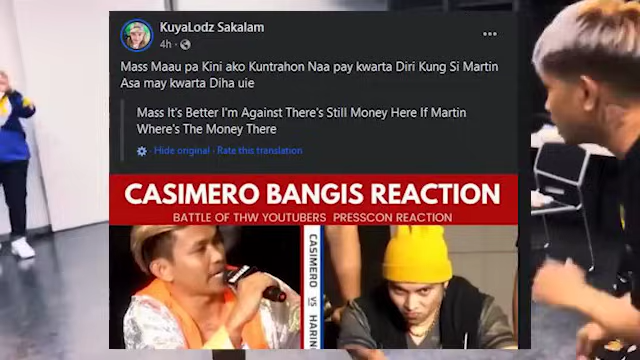 KuyaLodz Sakalam
4h ·
Mass Maau pa Kini ako Kuntrahon Naa pay kwarta Diri Kung Si Martin
Asa may kwarta Diha uie
Mass It's Better I'm Against There's Still Money Here If Martin
Where's The Money There
· Hide original · Rate this translation
CASIMERO BANGIS REACTION
BATTLE OF THW YOUTUBERS PRESSCON REACTION
CASIMERO VS HARING